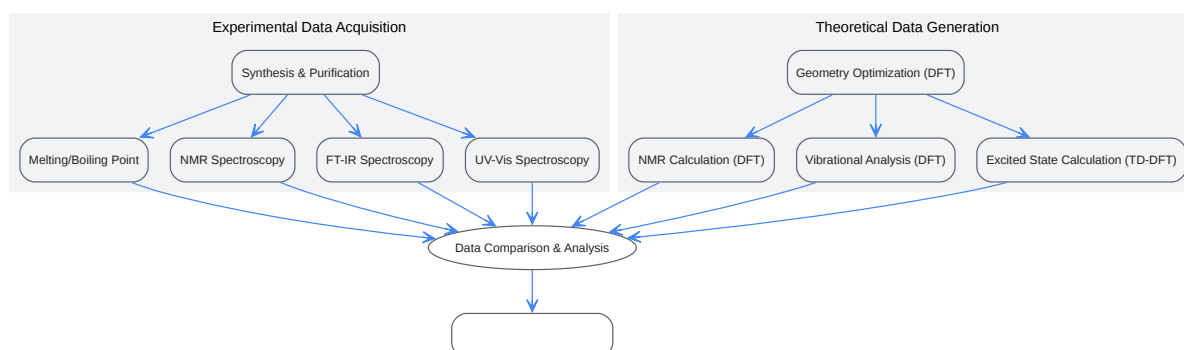 Experimental Data Acquisition
Theoretical Data Generation
Synthesis & Purification
Geometry Optimization (DFT)
Melting/Boiling Point
NMR Spectroscopy
FT-IR Spectroscopy
UV-Vis Spectroscopy
NMR Calculation (DFT)
Vibrational Analysis (DFT)
Excited State Calculation (TD-DFT)
Data Comparison & Analysis